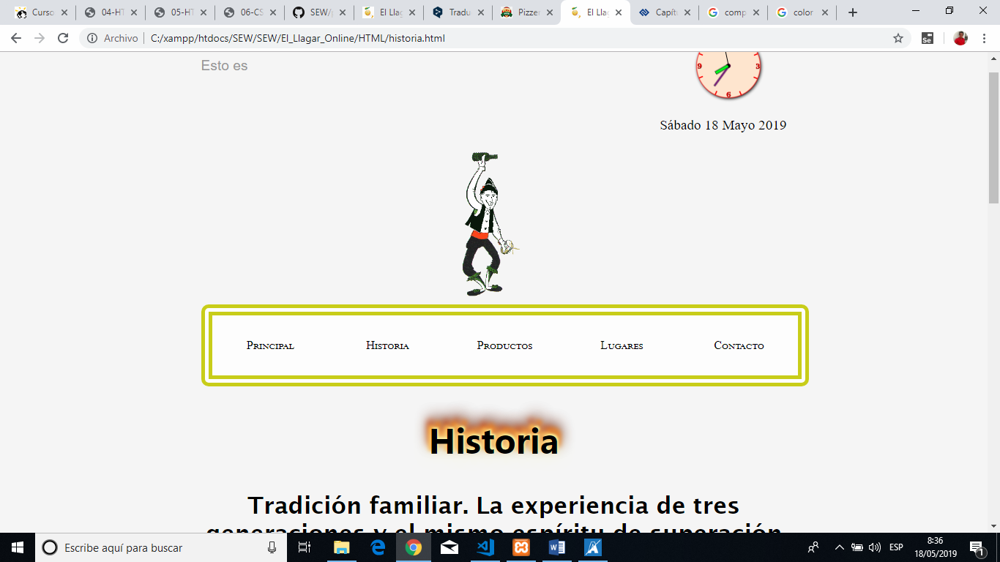 Curso
04-HT
05-HT
06-CS
SEW/
El Llag
Tradu
Pizzer
El Llag
Capítu
comp
color
Archivo
C:/xampp/htdocs/SEW/SEW/El_Llagar_Online/HTML/historia.html
Se
Esto es
9 3
6
Sábado 18 Mayo 2019
Principal Historia Productos Lugares Contacto
Historia
Tradición familiar. La experiencia de tres
generaciones y el mismo espíritu de superación
Escribe aquí para buscar
ESP
8:36
18/05/2019
1